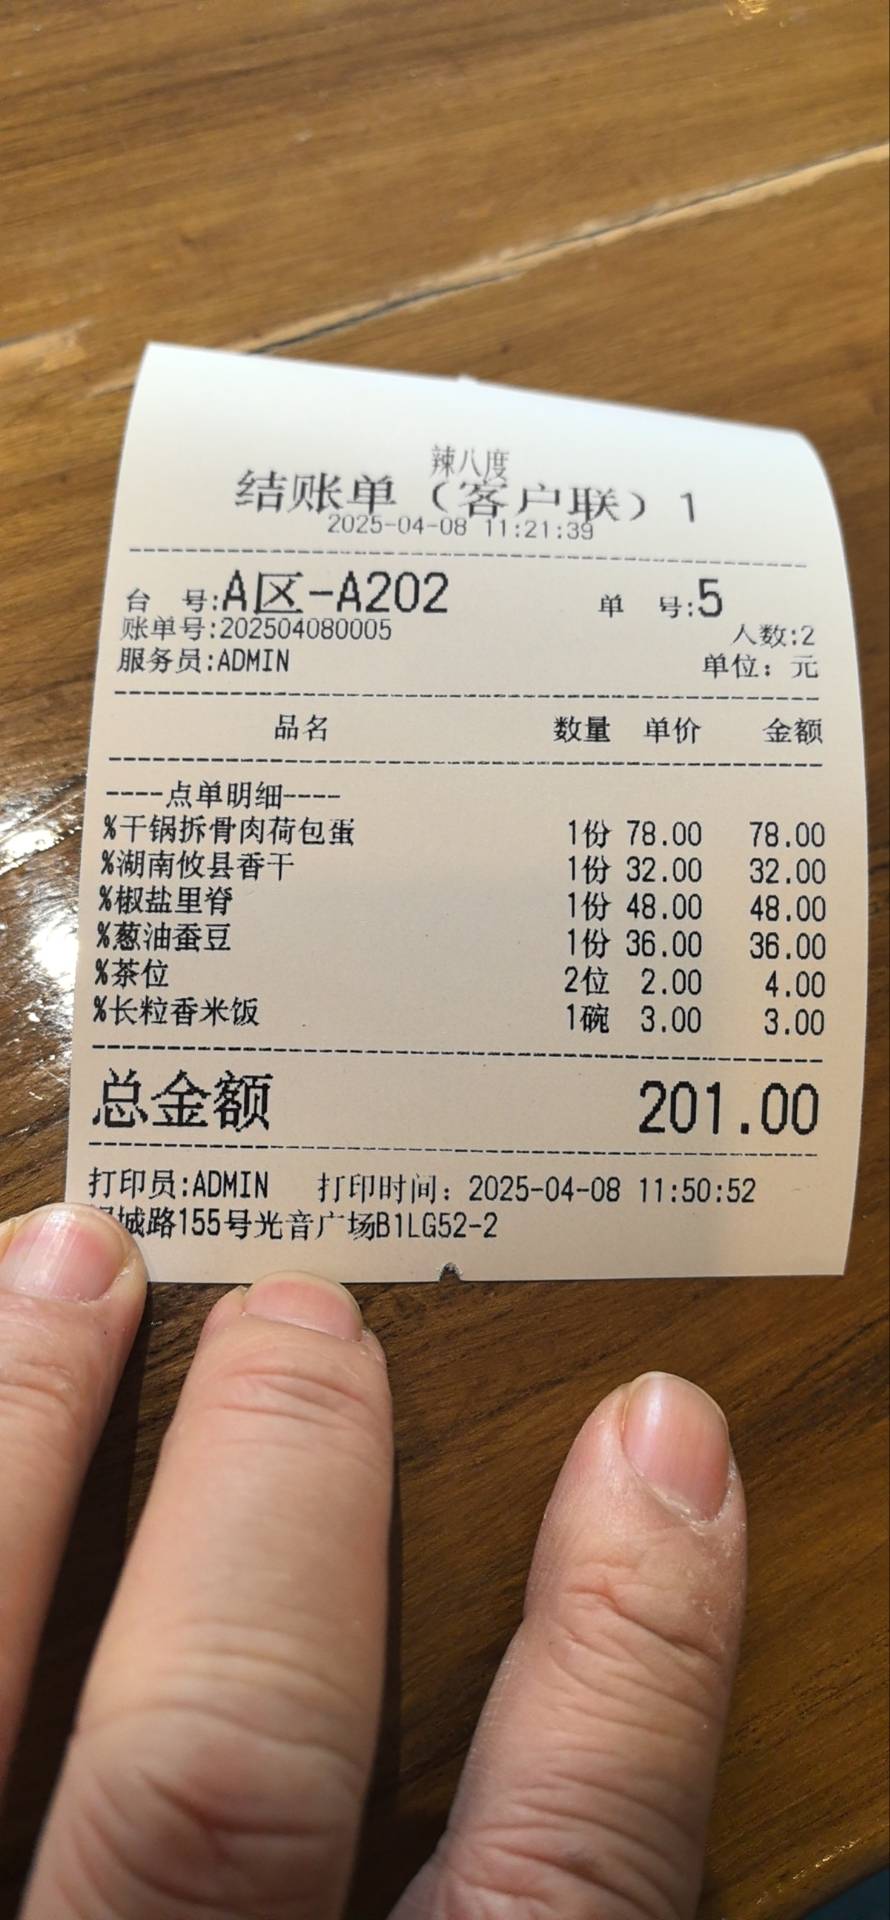 辣八度
结账单（客户联）1
2025-04-08 11:21:39
台 号:A区-A202 单 号:5
账单号:202504080005 人数:2
服务员:ADMIN 单位：元
品名 数量 单价 金额
----点单明细----
%干锅拆骨肉荷包蛋 1份 78.00 78.00
%湖南攸县香干 1份 32.00 32.00
%椒盐里脊 1份 48.00 48.00
%葱油蚕豆 1份 36.00 36.00
%茶位 2位 2.00 4.00
%长粒香米饭 1碗 3.00 3.00
总金额 201.00
打印员:ADMIN 打印时间：2025-04-08 11:50:52
城路155号光音广场B1LG52-2